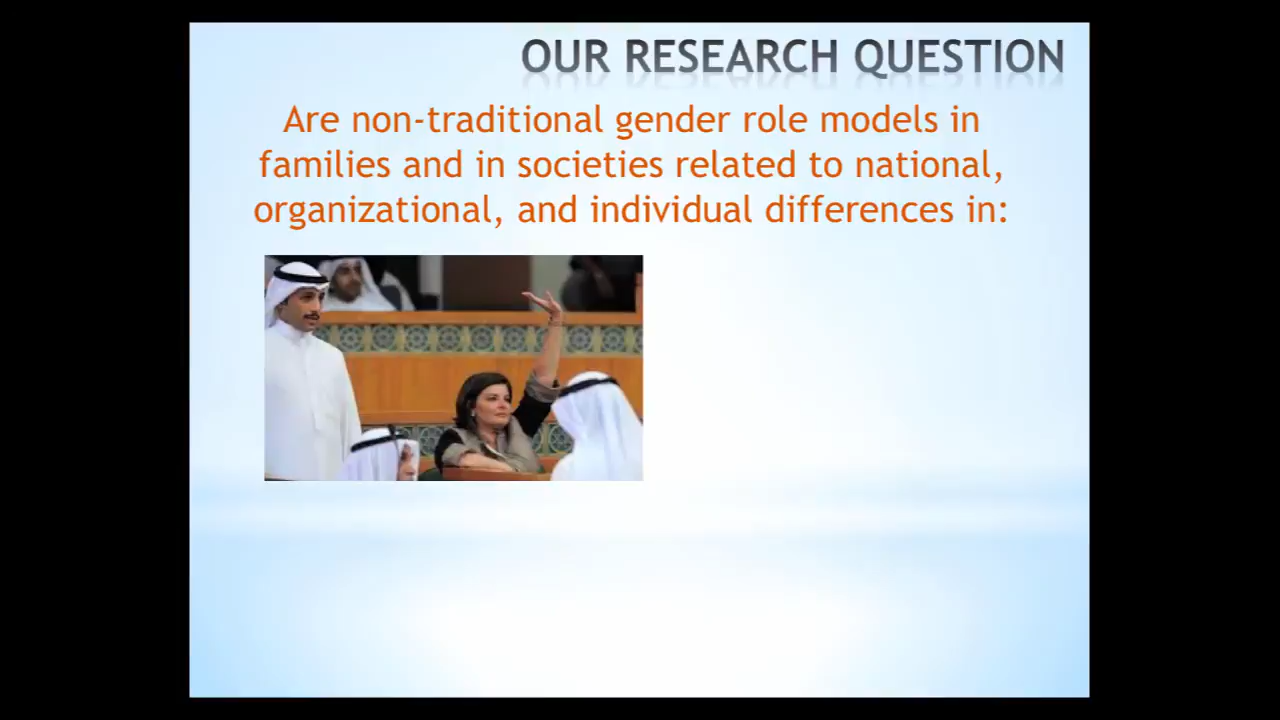 OUR RESEARCH QUESTION
Are non-traditional gender role models in
families and in societies related to national,
organizational, and individual differences in: